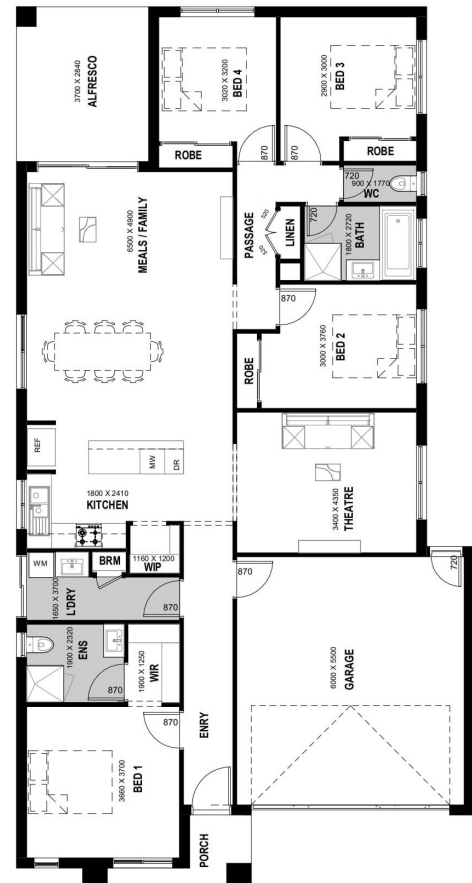 ALFRESCO
3700 X 2840
BED 4
3020 X 3200
BED 3
2900 X 3000
ROBE
870
870
ROBE
720
900 X 1770
WC
MEALS / FAMILY
6500 X 4900
PASSAGE
520
520
LINEN
720
BATH
1800 X 2720
870
BED 2
3000 X 3760
ROBE
REF
MW
DR
1800 X 2410
KITCHEN
THEATRE
3400 X 4350
WM
BRM
1160 X 1200
WIP
L'DRY
1650 X 3700
870
870
720
ENS
1900 X 2320
870
WIR
1900 X 1250
GARAGE
6000 X 5500
870
ENRY
BED 1
3660 X 3700
PORCH